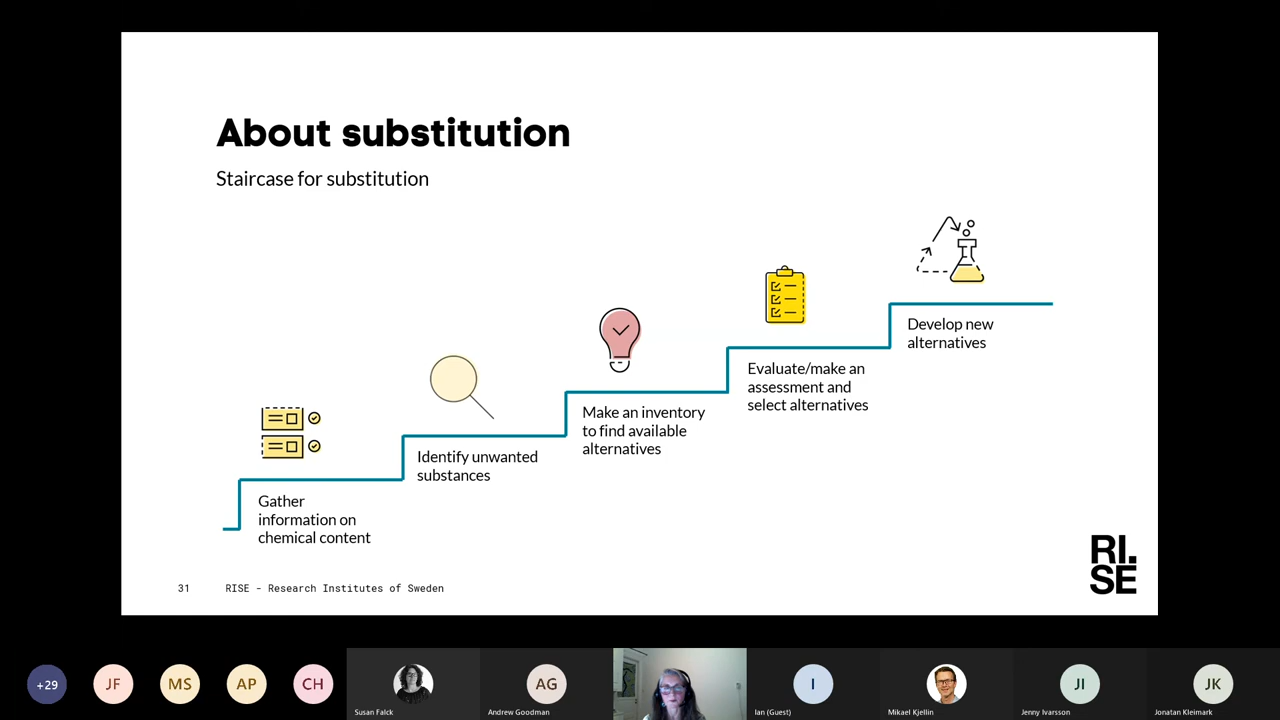 About substitution
Staircase for substitution
Gather
information on
chemical content
Identify unwanted
substances
Make an inventory
to find available
alternatives
Evaluate/make an
assessment and
select alternatives
Develop new
alternatives
31 RISE - Research Institutes of Sweden
RI.
SE
+29
JF
MS
AP
CH
AG
I
JI
JK
Susan Falck
Andrew Goodman
Ian (Guest)
Mikael Kjellin
Jenny Ivarsson
Jonatan Kleimark